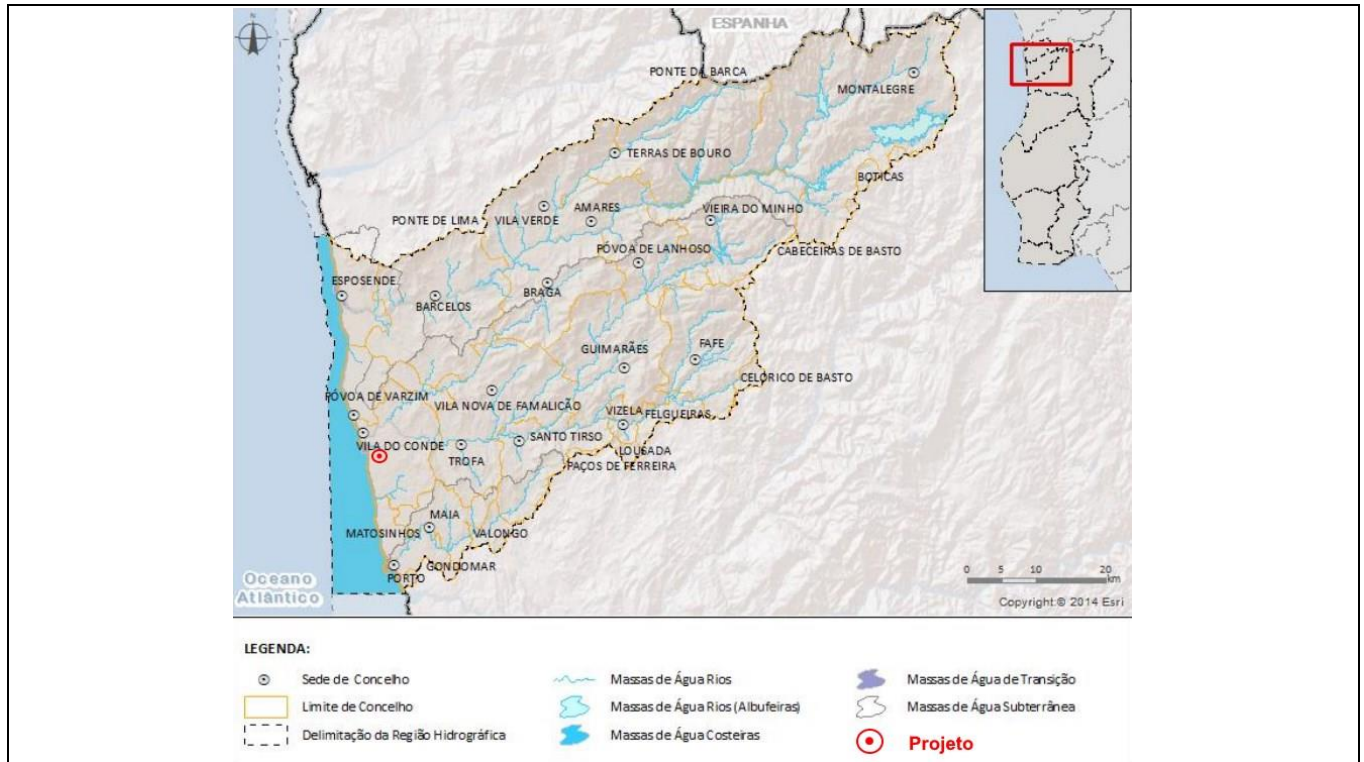 N
ESPANHA
PONTE DA BARCA
MONTALEGRE
TERRAS DE BOURO
BOTICAS
PONTE DE LIMA
VILA VERDE
AMARES
VIEIRA DO MINHO
PÓVOA DE LANHOSO
CABECEIRAS DE BASTO
ESPOSENDE
BARCELOS
BRAGA
GUIMARÃES
FAFE
CELORICO DE BASTO
PÓVOA DE VARZIM
VILA NOVA DE FAMALICÃO
VIZELA
FELGUEIRAS
VILA DO CONDE
SANTO TIRSO
TROFA
LOUSADA
PAÇOS DE FERREIRA
MAIA
MATOSINHOS
VALONGO
GONDOMAR
PORTO
Oceano
Atlântico
0 5 10 20
km
Copyright:© 2014 Esri
LEGENDA:
Sede de Concelho
Massas de Água Rios
Massas de Água de Transição
Limite de Concelho
Massas de Água Rios (Albufeiras)
Massas de Água Subterrânea
Delimitação da Região Hidrográfica
Massas de Água Costeiras
Projeto